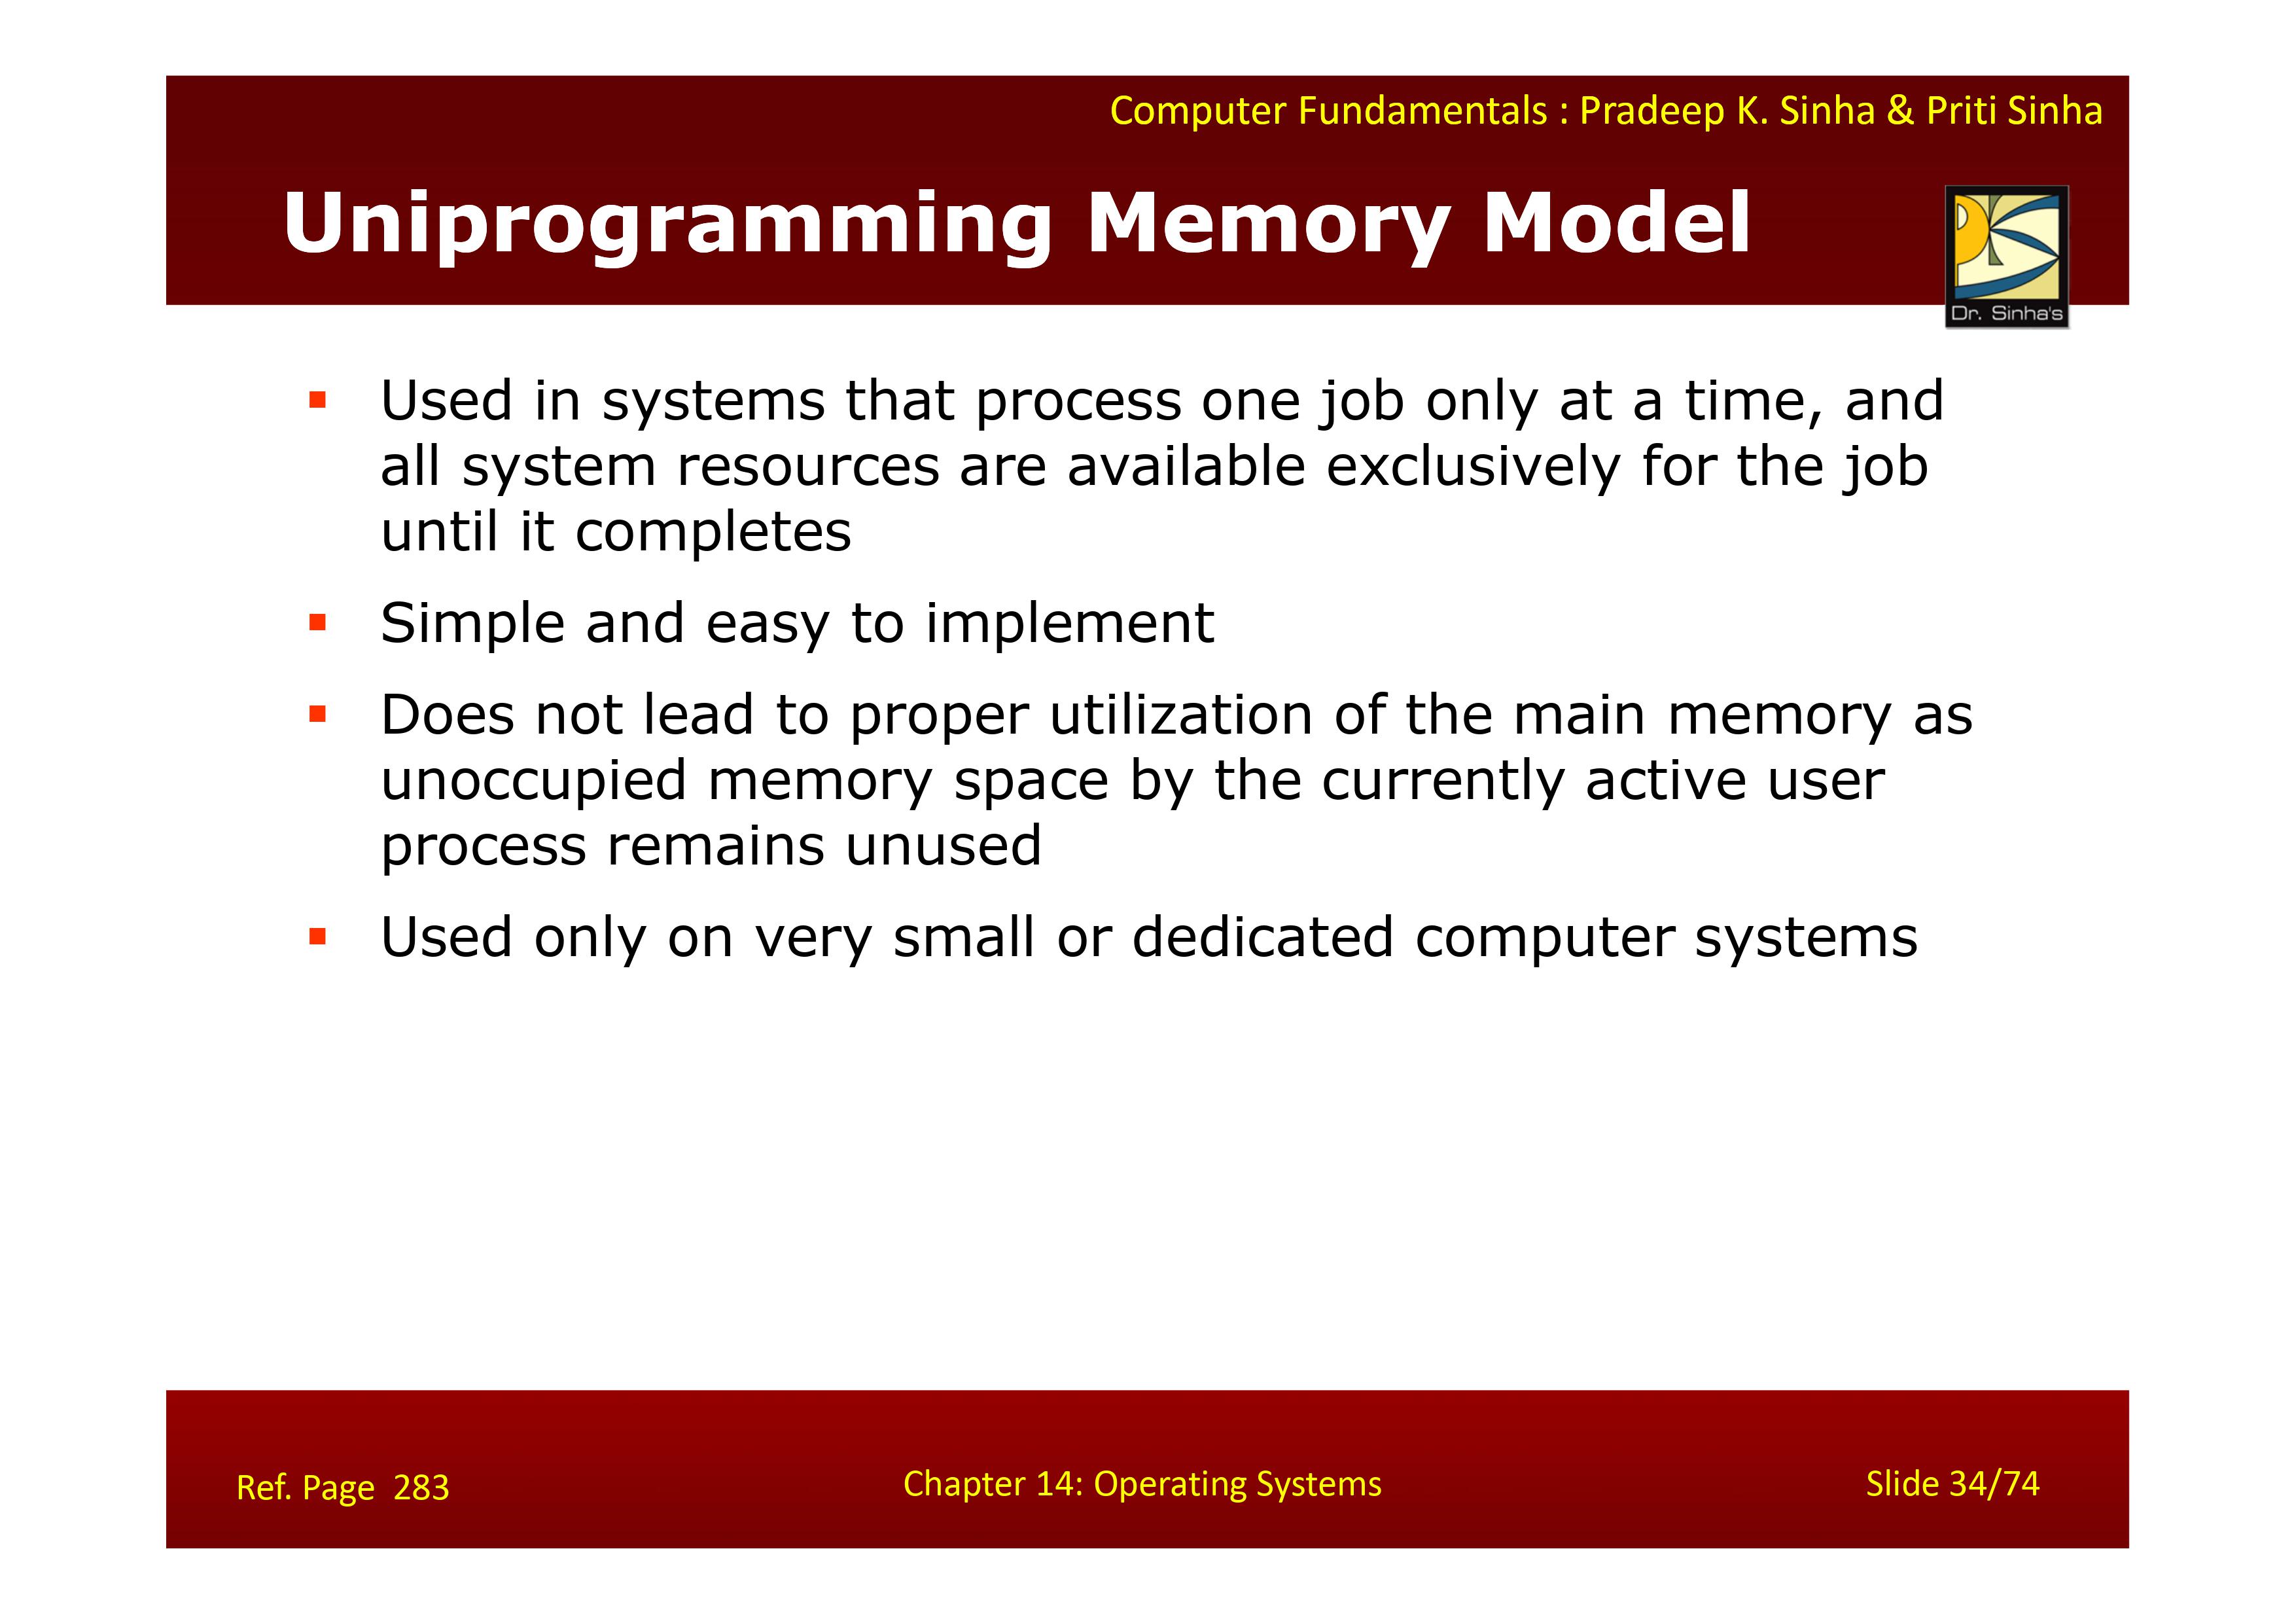 Computer Fundamentals : Pradeep K. Sinha & Priti Sinha
Uniprogramming Memory Model
Dr. Sinha's
▪ Used in systems that process one job only at a time, and
all system resources are available exclusively for the job
until it completes
▪ Simple and easy to implement
▪ Does not lead to proper utilization of the main memory as
unoccupied memory space by the currently active user
process remains unused
▪ Used only on very small or dedicated computer systems
Ref. Page  283
Chapter 14: Operating Systems
Slide 34/74